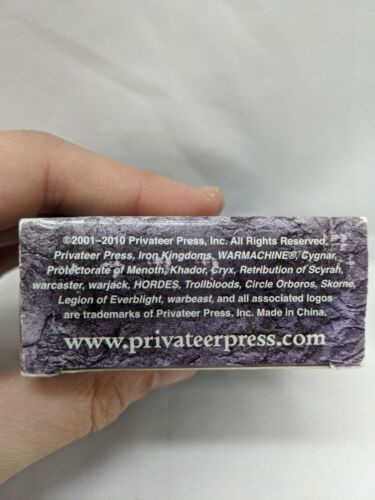 ©2001–2010 Privateer Press, Inc. All Rights Reserved.
Privateer Press, Iron Kingdoms, WARMACHINE®, Cygnar,
Protectorate of Menoth, Khador, Cryx, Retribution of Scyrah,
warcaster, warjack, HORDES, Trollbloods, Circle Orboros, Skorne,
Legion of Everblight, warbeast, and all associated logos
are trademarks of Privateer Press, Inc. Made in China.
www.privateerpress.com